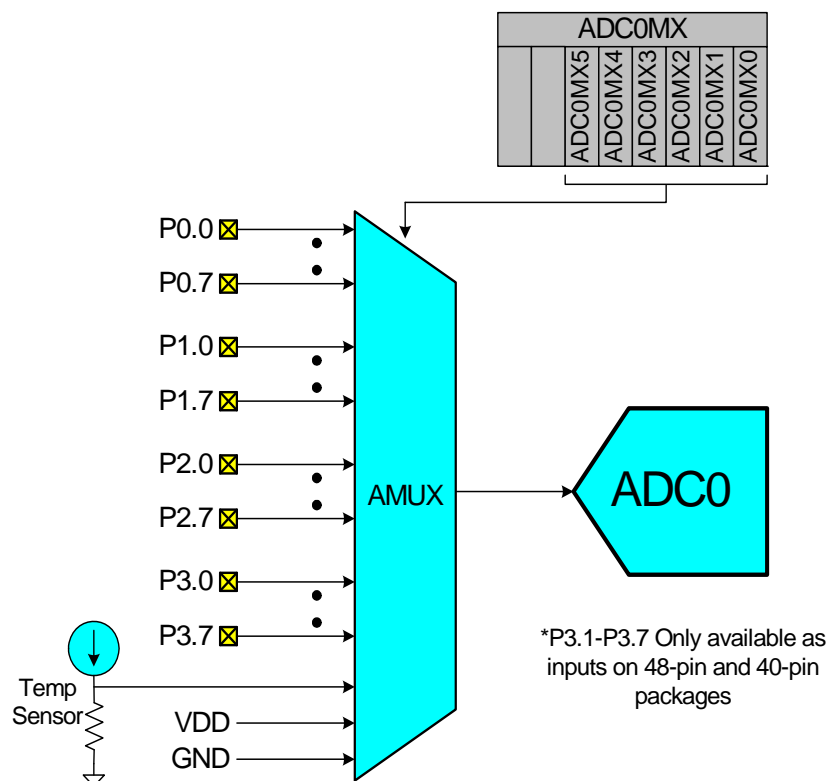 ADC0MX
ADC0MX5
ADC0MX4
ADC0MX3
ADC0MX2
ADC0MX1
ADC0MX0
P0.0
P0.7
P1.0
P1.7
P2.0
P2.7
P3.0
P3.7
AMUX
ADC0
Temp
Sensor
VDD
GND
*P3.1-P3.7 Only available as
inputs on 48-pin and 40-pin
packages